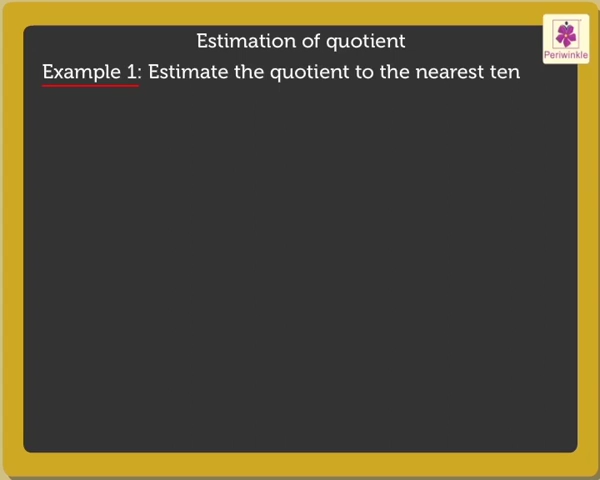 Estimation of quotient
Periwinkle
Example 1: Estimate the quotient to the nearest ten